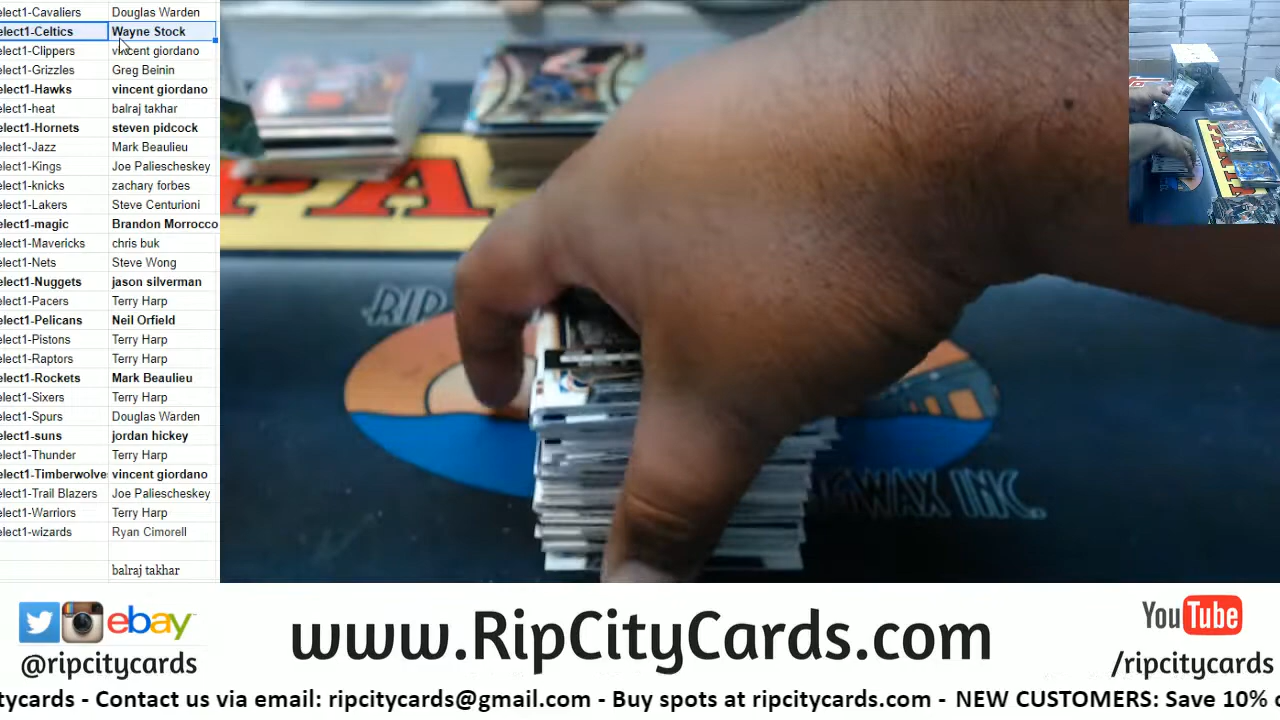 elect1-Cavaliers Douglas Warden
elect1-Celtics Wayne Stock
elect1-Clippers vincent giordano
elect1-Grizzles Greg Beinin
elect1-Hawks vincent giordano
elect1-heat balraj takhar
elect1-Hornets steven pidcock
elect1-Jazz Mark Beaulieu
elect1-Kings Joe Paliescheskey
elect1-knicks zachary forbes
elect1-Lakers Steve Centurioni
elect1-magic Brandon Morrocco
elect1-Mavericks chris buk
elect1-Nets Steve Wong
elect1-Nuggets jason silverman
elect1-Pacers Terry Harp
elect1-Pelicans Neil Orfield
elect1-Pistons Terry Harp
elect1-Raptors Terry Harp
elect1-Rockets Mark Beaulieu
elect1-Sixers Terry Harp
elect1-Spurs Douglas Warden
elect1-suns jordan hickey
elect1-Thunder Terry Harp
elect1-Timberwolve vincent giordano
elect1-Trail Blazers Joe Paliescheskey
elect1-Warriors Terry Harp
elect1-wizards Ryan Cimorell
balraj takhar
RIP
GWAX INC.
ebay
@ripcitycards
www.RipCityCards.com
YouTube
/ripcitycards
tycards - Contact us via email: ripcitycards@gmail.com - Buy spots at ripcitycards.com - NEW CUSTOMERS: Save 10% o